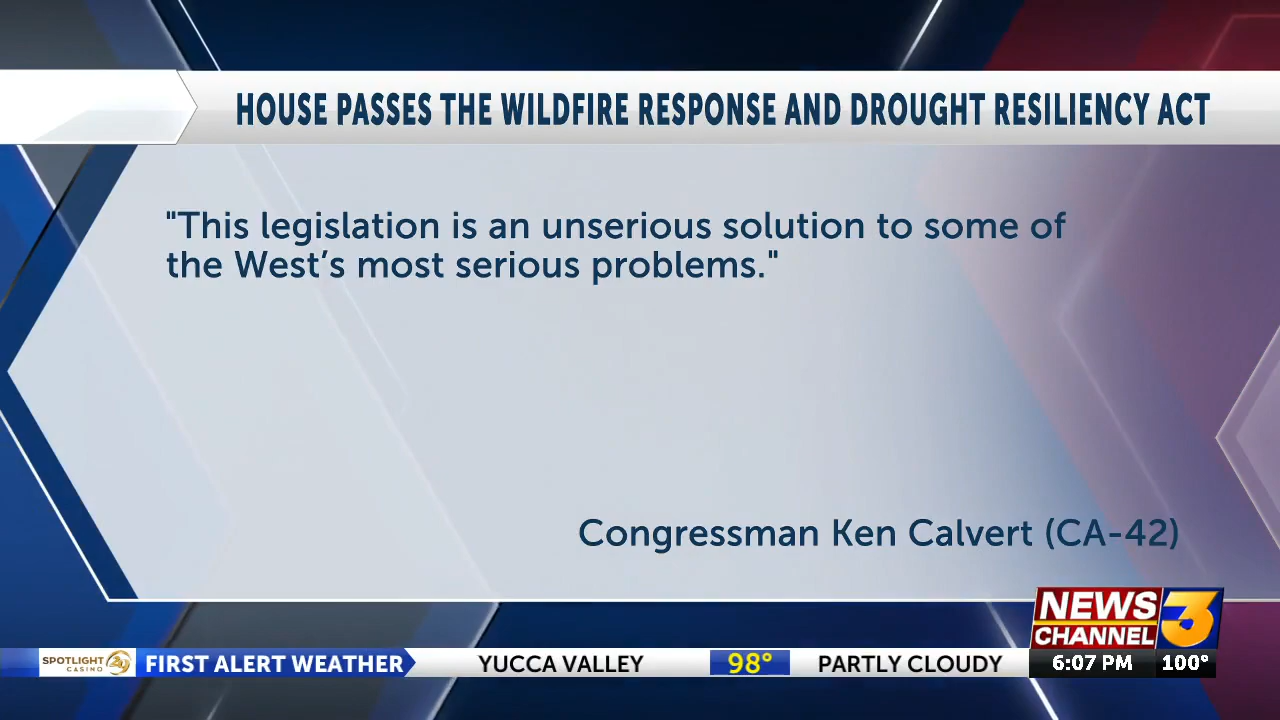 HOUSE PASSES THE WILDFIRE RESPONSE AND DROUGHT RESILIENCY ACT
"This legislation is an unserious solution to some of
the West’s most serious problems."
Congressman Ken Calvert (CA-42)
NEWS
CHANNEL 3
SPOTLIGHT 29
CASINO
FIRST ALERT WEATHER
YUCCA VALLEY 98° PARTLY CLOUDY
6:07 PM 100°